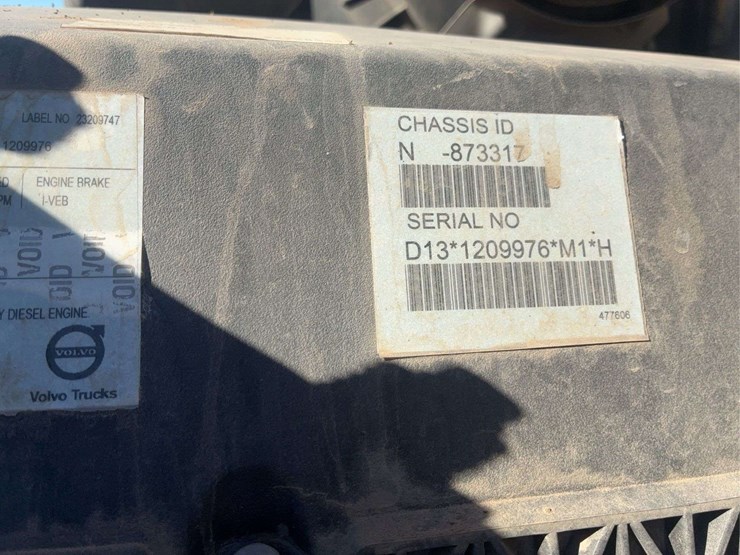 LABEL NO 23209747
1209976
ENGINE BRAKE
I-VEB
VOID VOID VOID
DIESEL ENGINE
VOLVO
Volvo Trucks
CHASSIS ID
N -873317
SERIAL NO
D13*1209976*M1*H
477606